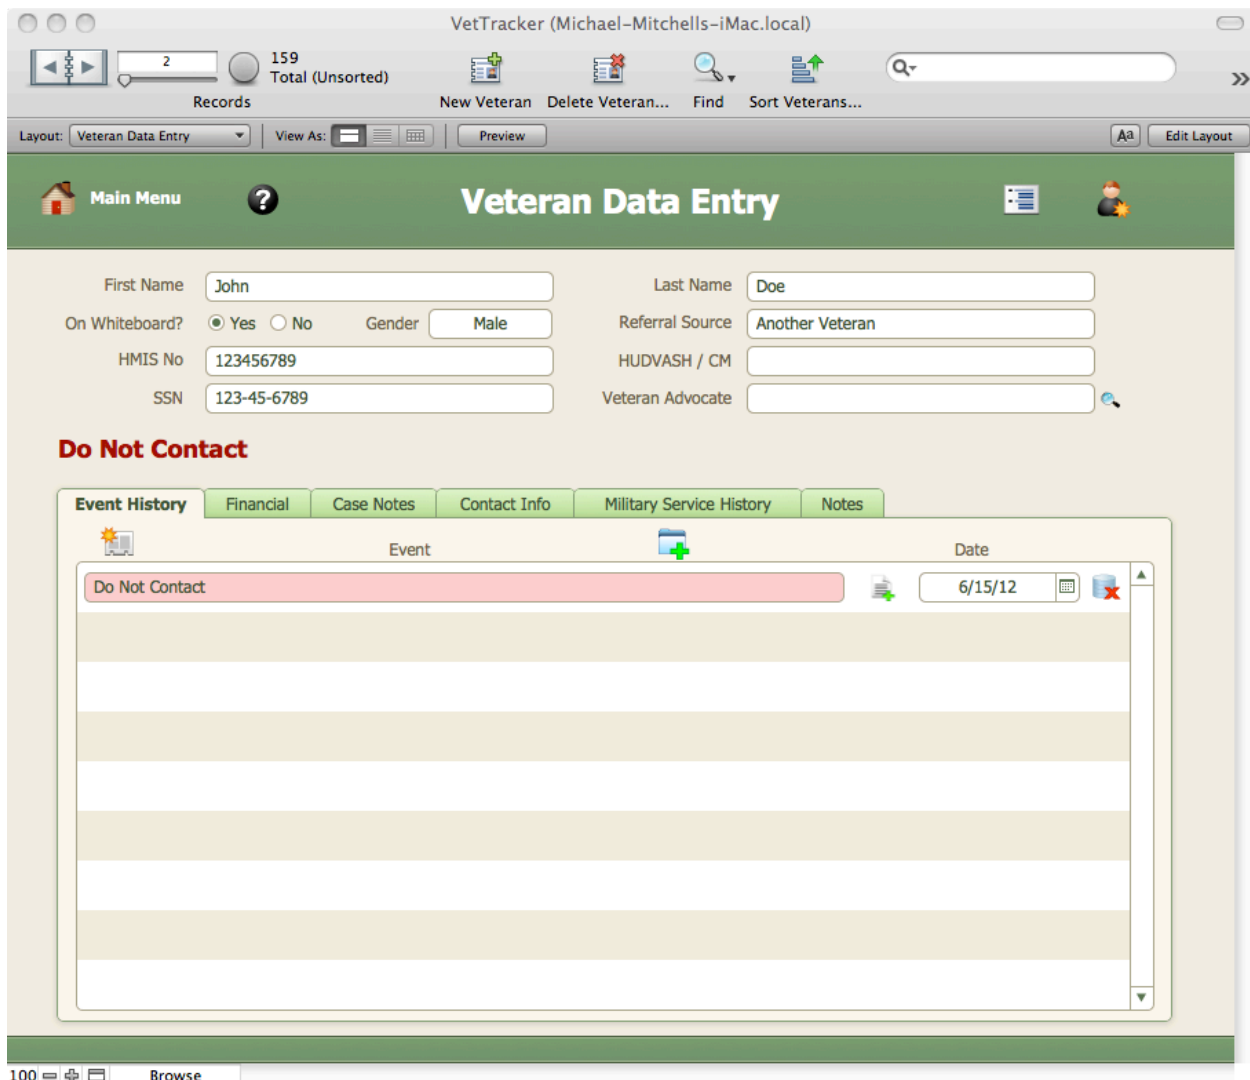 VetTracker (Michael-Mitchells-iMac.local)
2
159
Total (Unsorted)
Records
New Veteran Delete Veteran... Find Sort Veterans...
Layout: Veteran Data Entry View As: Preview Aa Edit Layout
Main Menu ? Veteran Data Entry
First Name John Last Name Doe
On Whiteboard? Yes No Gender Male Referral Source Another Veteran
HMIS No 123456789 HUDVASH / CM
SSN 123-45-6789 Veteran Advocate
Do Not Contact
Event History Financial Case Notes Contact Info Military Service History Notes
Event Date
Do Not Contact 6/15/12
100 Browse